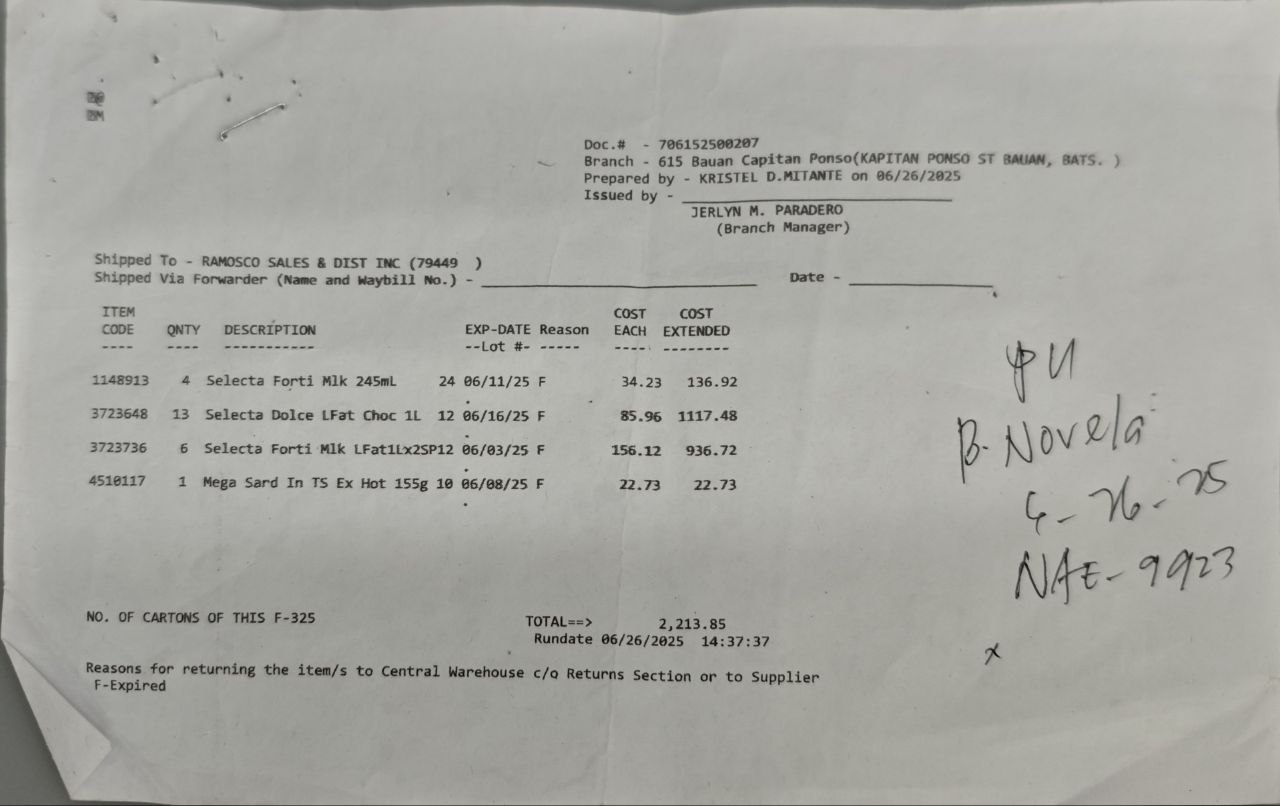 Doc.# - 706152500207
Branch - 615 Bauan Capitan Ponso(KAPITAN PONSO ST BAUAN, BATS. )
Prepared by - KRISTEL D.MITANTE on 06/26/2025
Issued by -
JERLYN M. PARADERO
(Branch Manager)
Shipped To - RAMOSCO SALES & DIST INC (79449 )
Shipped Via Forwarder (Name and Waybill No.) - Date -
ITEM COST COST
CODE QNTY DESCRIPTION EXP-DATE Reason EACH EXTENDED
---- ---- ----------- --Lot #- ----- ---- --------
1148913 4 Selecta Forti Mlk 245mL 24 06/11/25 F 34.23 136.92
3723648 13 Selecta Dolce LFat Choc 1L 12 06/16/25 F 85.96 1117.48
3723736 6 Selecta Forti Mlk LFat1Lx2SP12 06/03/25 F 156.12 936.72
4510117 1 Mega Sard In TS Ex Hot 155g 10 06/08/25 F 22.73 22.73
B. Novela
26-25
NAE-9923
x
NO. OF CARTONS OF THIS F-325 TOTAL==> 2,213.85
Rundate 06/26/2025 14:37:37
Reasons for returning the item/s to Central Warehouse c/o Returns Section or to Supplier
F-Expired